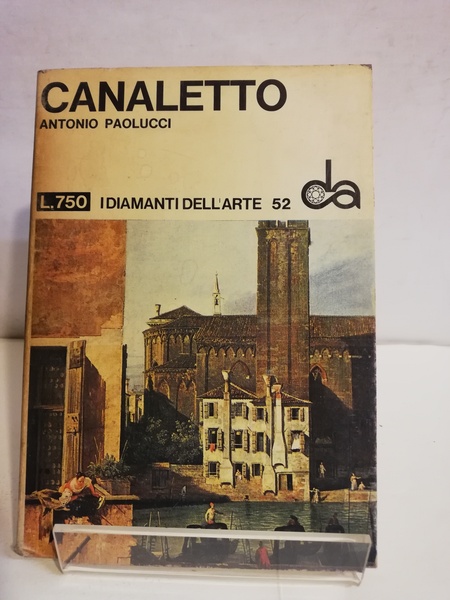 CANALETTO
ANTONIO PAOLUCCI
L.750 I DIAMANTI DELL'ARTE 52
da